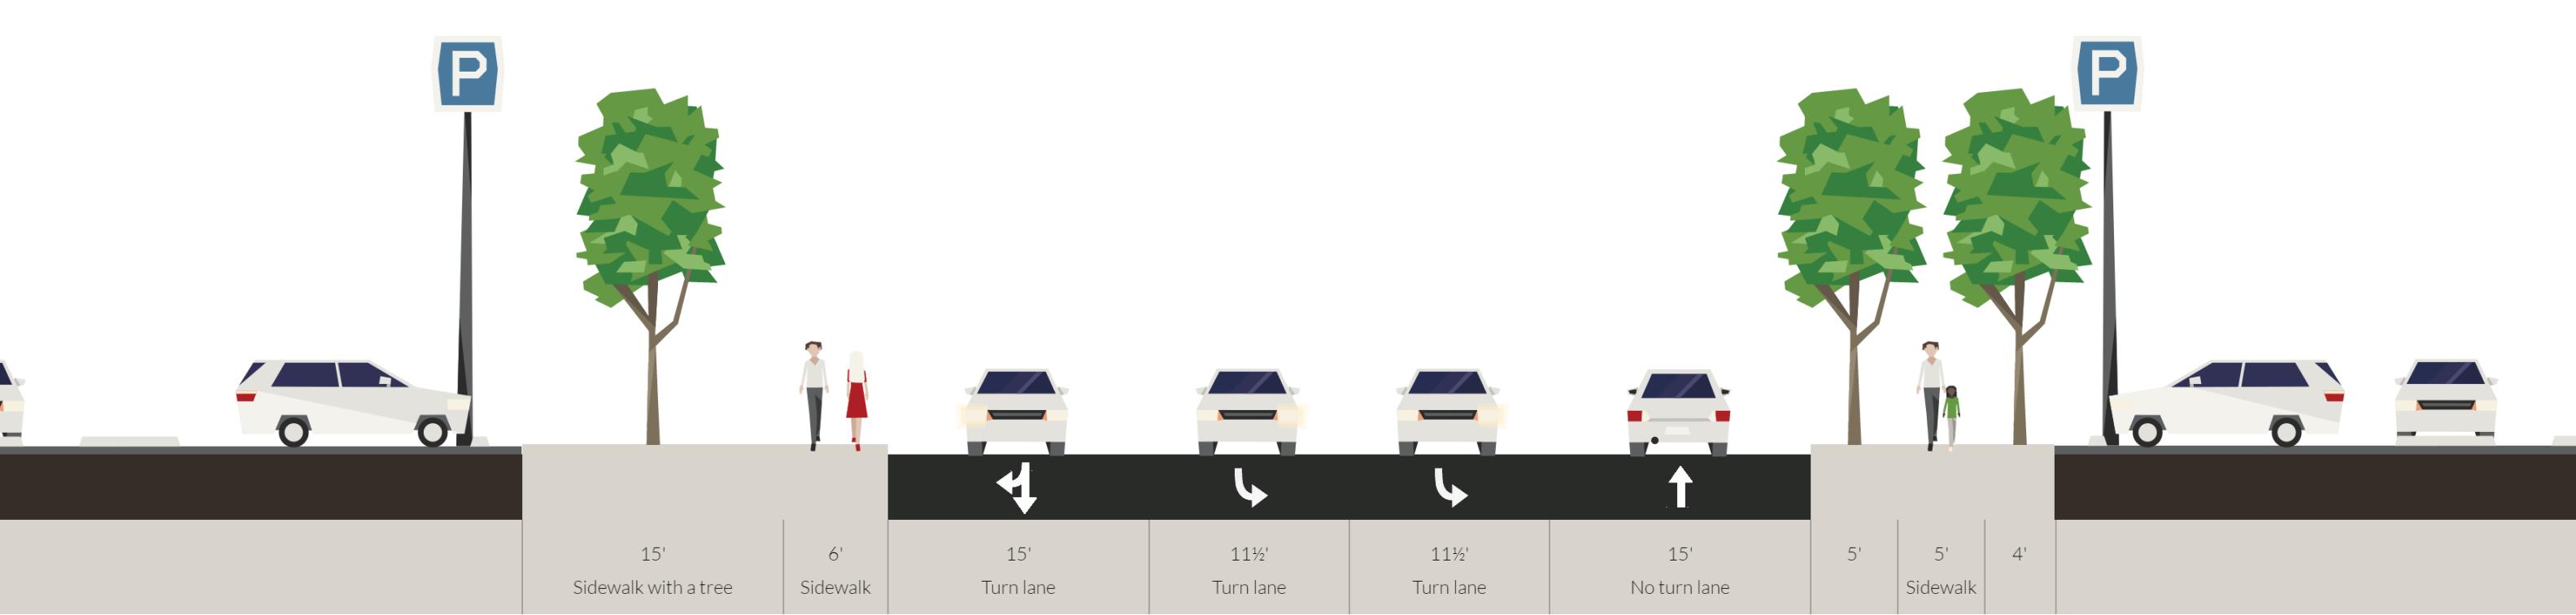 P
P
15'
Sidewalk with a tree
6'
Sidewalk
15'
Turn lane
11½'
Turn lane
11½'
Turn lane
15'
No turn lane
5'
5'
Sidewalk
4'